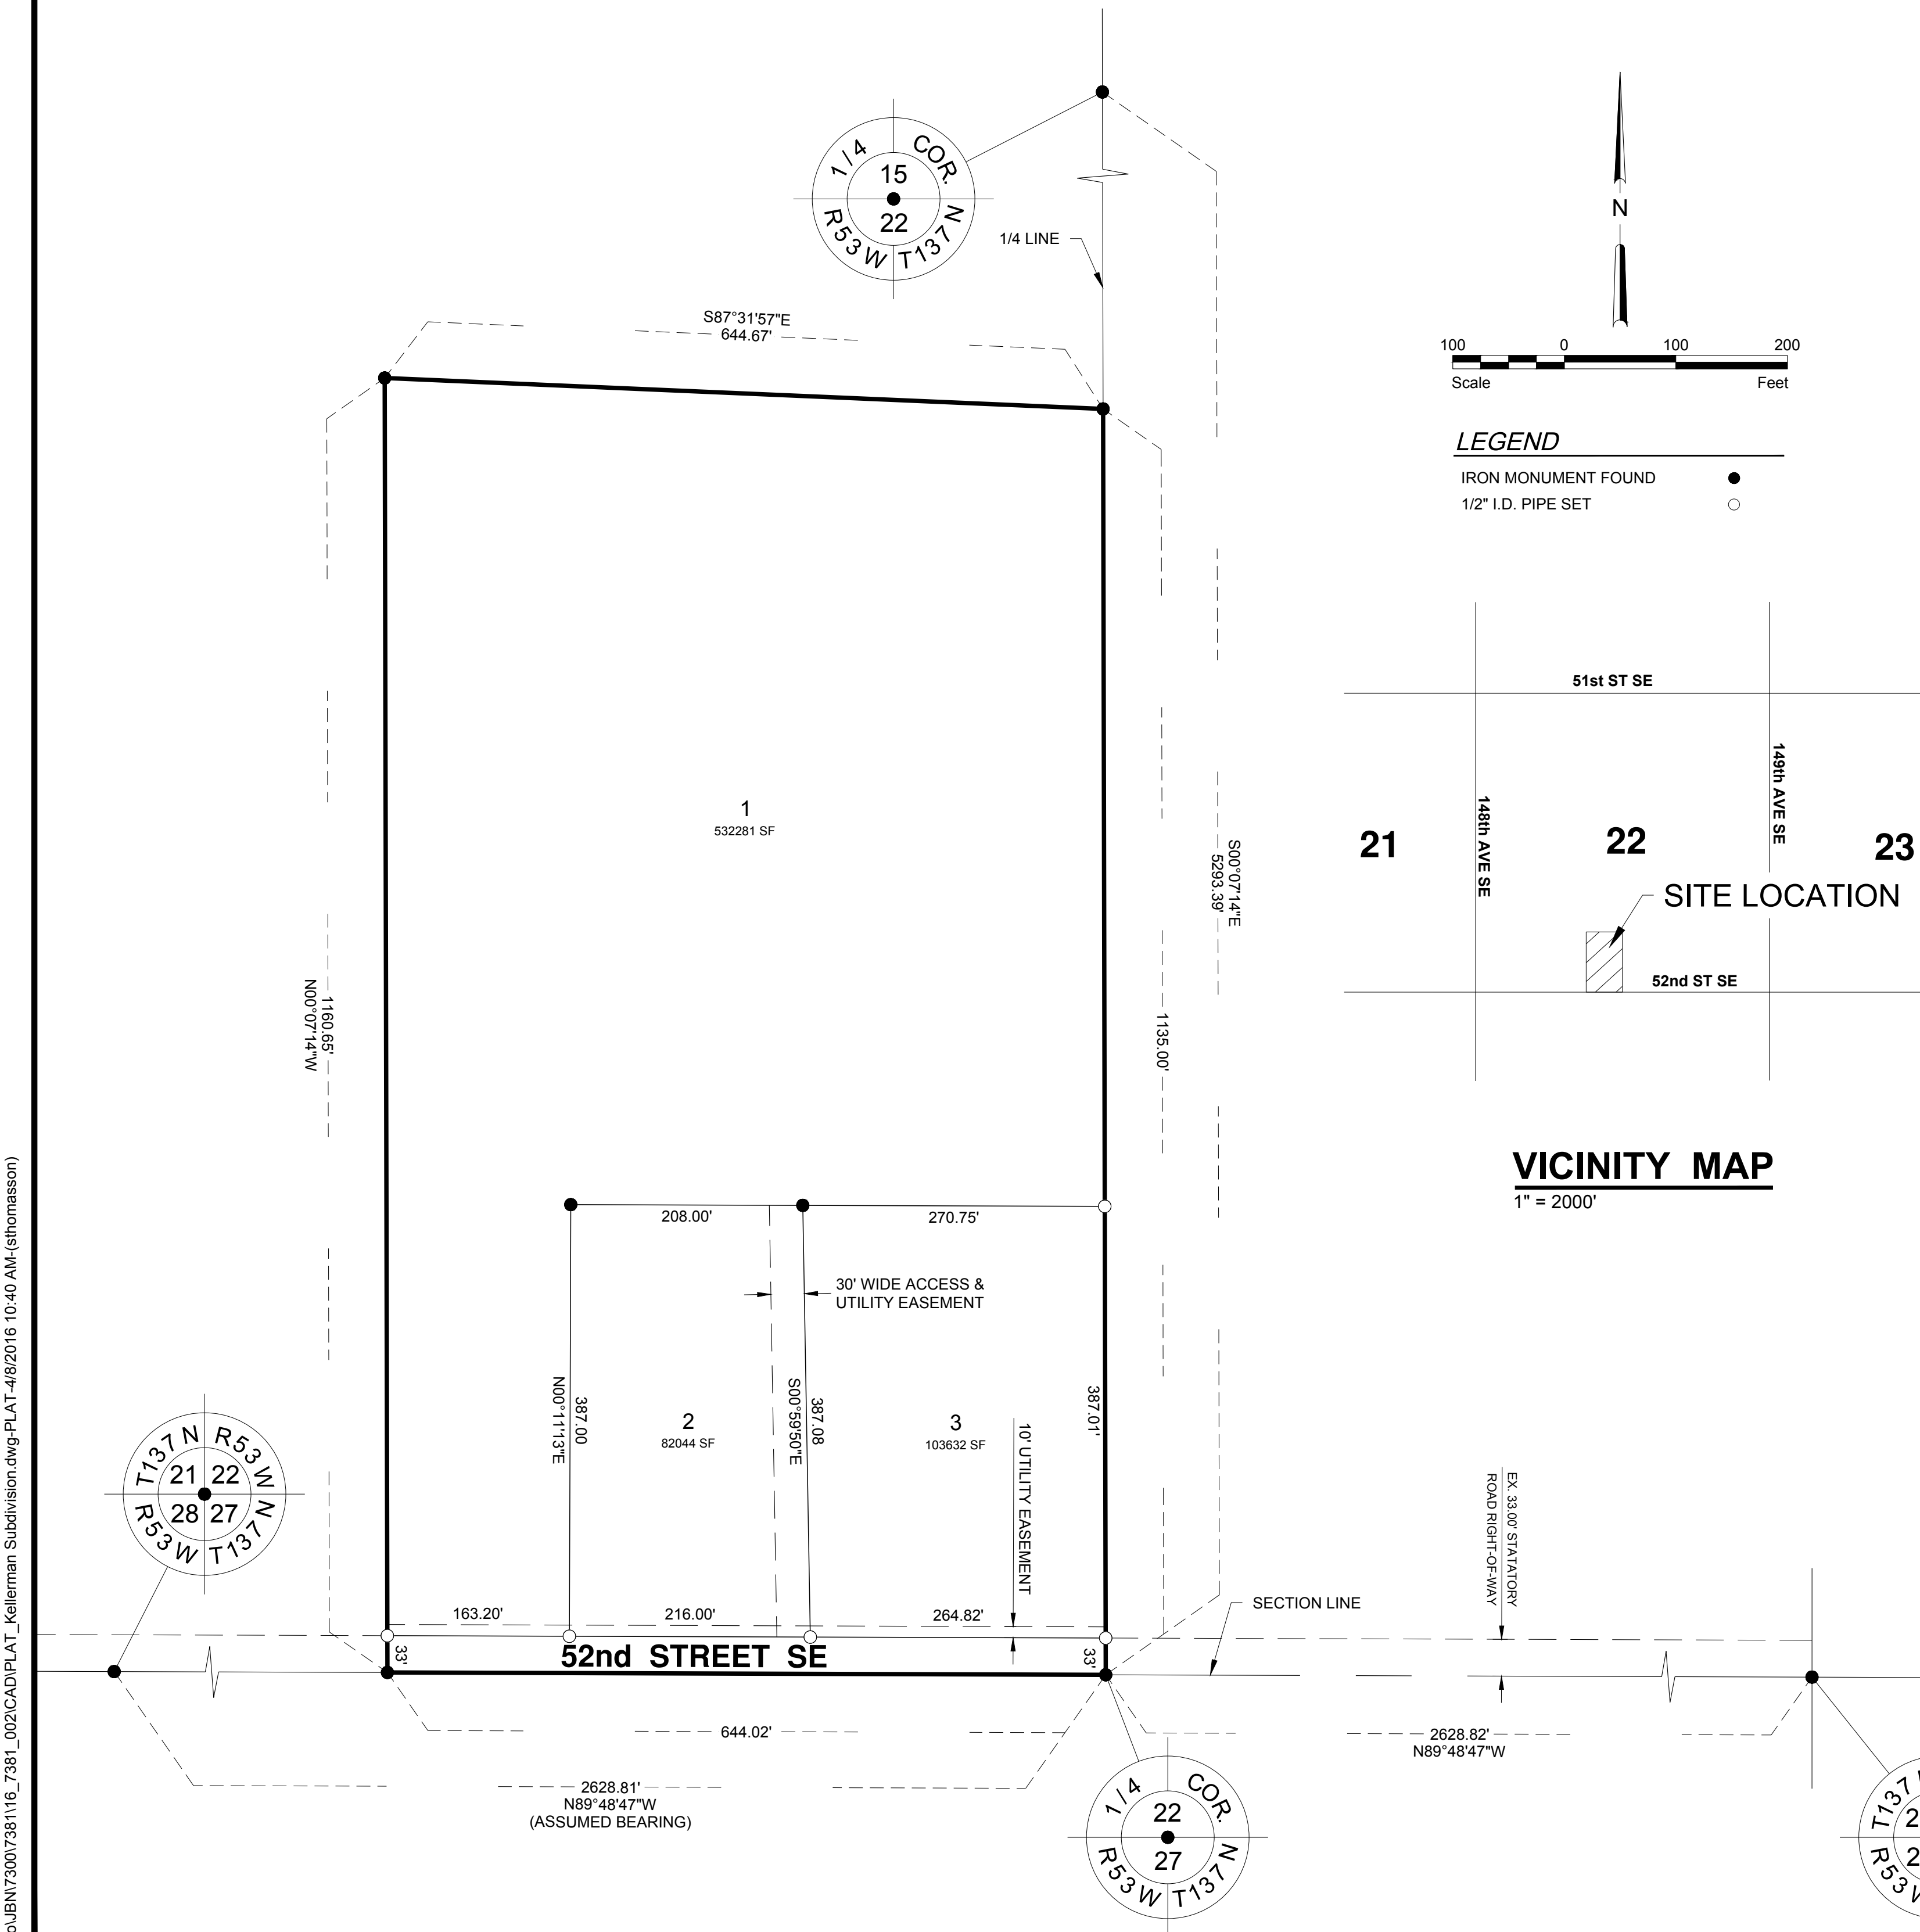 1/4 COR.
15
22
R53W T137N
1/4 LINE
N
100 0 100 200
Scale Feet
S87°31'57"E
644.67'
LEGEND
IRON MONUMENT FOUND
1/2" I.D. PIPE SET
51st ST SE
149th AVE SE
148th AVE SE
21 22 23
SITE LOCATION
52nd ST SE
VICINITY MAP
1" = 2000'
1
532281 SF
S00°07'14"E
5293.39'
1160.65'
N00°07'14"W
1135.00'
208.00'
270.75'
30' WIDE ACCESS &
UTILITY EASEMENT
387.00
N00°11'13"E
387.08
S00°59'50"E
387.01'
2
82044 SF
3
103632 SF
10' UTILITY EASEMENT
EX. 33.00' STATATORY
ROAD RIGHT-OF-WAY
T137N R53W
21 22
28 27
R53W T137N
163.20' 216.00' 264.82'
SECTION LINE
33'
52nd STREET SE
33'
644.02'
2628.82'
N89°48'47"W
2628.81'
N89°48'47"W
(ASSUMED BEARING)
1/4 COR.
22
27
R53W T137N
T137
2
2
R53
JBN\7300\7381\16_7381_002\CAD\PLAT_Kellerman Subdivision.dwg-PLAT-4/8/2016 10:40 AM-(sthomasson)